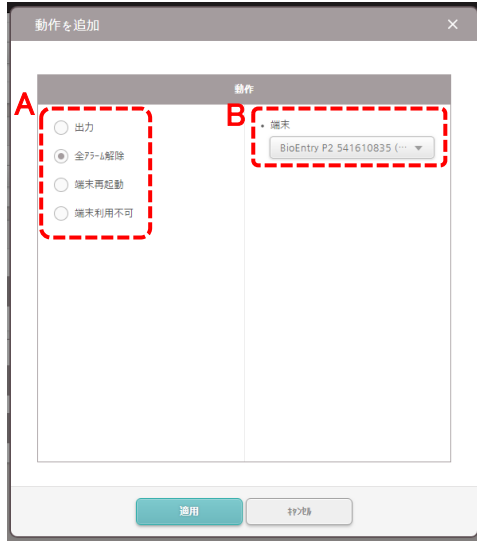 動作を追加
×
動作
A
出力
全ｱﾗｰﾑ解除
端末再起動
端末利用不可
B
• 端末
BioEntry P2 541610835 (···
適用
ｷｬﾝｾﾙ